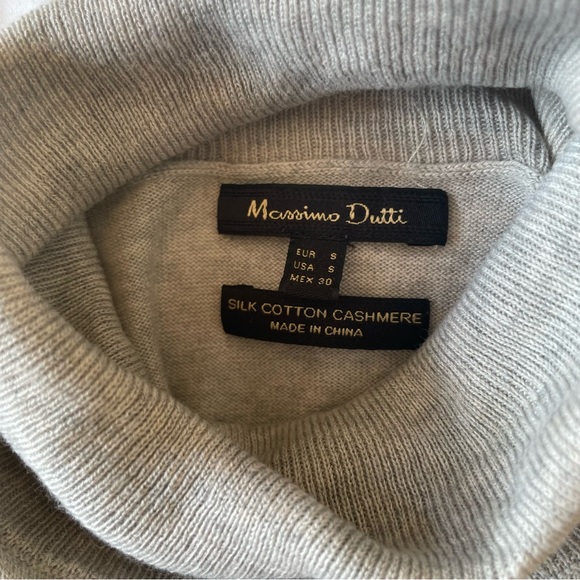 Massimo Dutti
EUR S
USA S
MEX 30
SILK COTTON CASHMERE
MADE IN CHINA